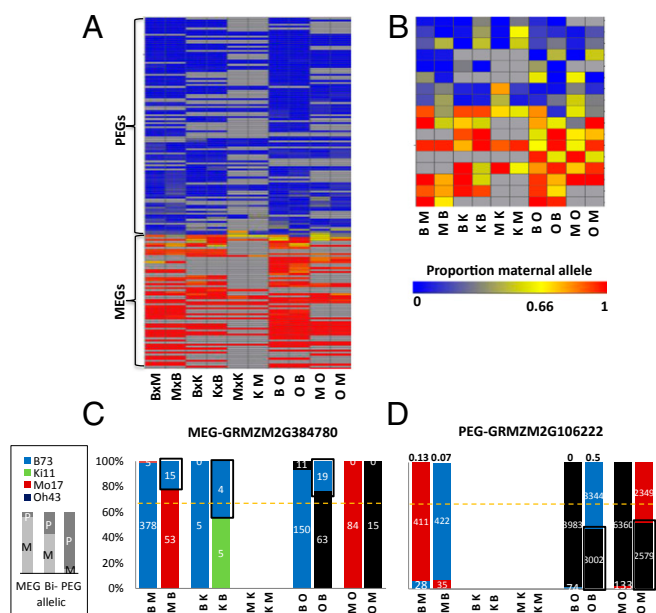 A
B
PEGs
MEGs
BxM MxB BxK KxB MxK K M B O O B M O O M
B M M B B K K B M K K M B O O B M O O M
Proportion maternal allele
0 0.66 1
C
D
MEG-GRMZM2G384780
PEG-GRMZM2G106222
B73
Ki11
Mo17
Oh43
P P P
M M M
MEG Bi- PEG
allelic
100%
80%
60%
40%
20%
0%
5 15 0 4 11 19 0 0
378 53 5 5 150 63 84 15
B M M B B K K B M K K M B O O B M O O M
0.13 0.07 0 0.5
411 422 3983 3344 6360 2349
28 35 74 3002 133 2579
B M M B B K K B M K K M B O O B M O O M